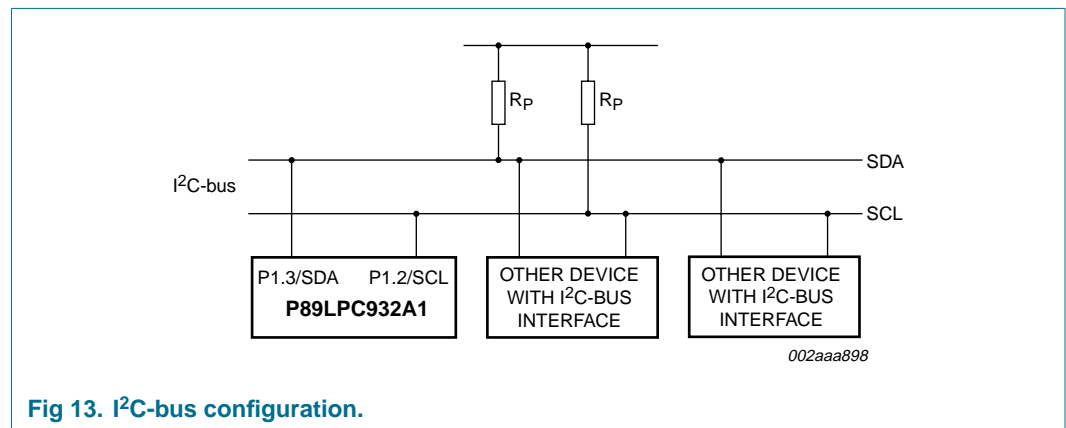 RP RP
SDA
I2C-bus
SCL
P1.3/SDA P1.2/SCL
P89LPC932A1
OTHER DEVICE
WITH I2C-BUS
INTERFACE
OTHER DEVICE
WITH I2C-BUS
INTERFACE
002aaa898
Fig 13. I2C-bus configuration.